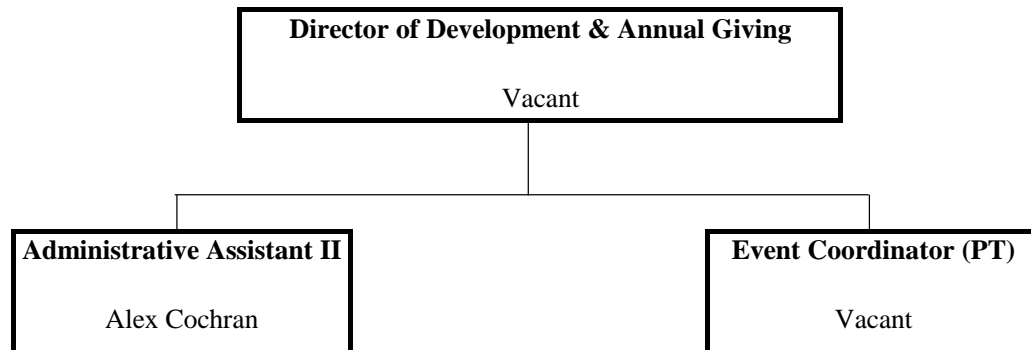 Director of Development & Annual Giving
Vacant
Administrative Assistant II
Alex Cochran
Event Coordinator (PT)
Vacant